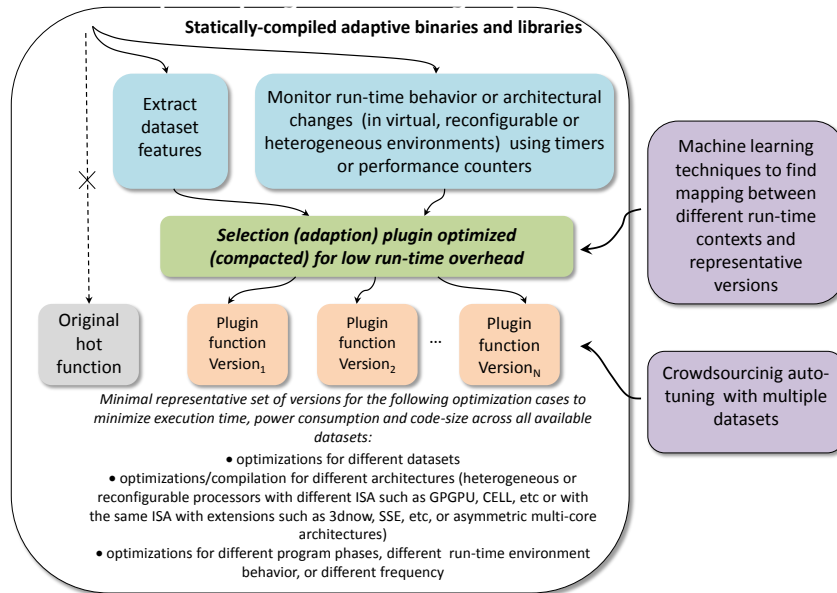 Statically-compiled adaptive binaries and libraries
Extract
dataset
features
Monitor run-time behavior or architectural
changes (in virtual, reconfigurable or
heterogeneous environments) using timers
or performance counters
Machine learning
techniques to find
mapping between
different run-time
contexts and
representative
versions
Selection (adaption) plugin optimized
(compacted) for low run-time overhead
Original
hot
function
Plugin
function
Version1
Plugin
function
Version2
...
Plugin
function
VersionN
Crowdsourcinig auto-
tuning with multiple
datasets
Minimal representative set of versions for the following optimization cases to
minimize execution time, power consumption and code-size across all available
datasets:
• optimizations for different datasets
• optimizations/compilation for different architectures (heterogeneous or
reconfigurable processors with different ISA such as GPGPU, CELL, etc or with
the same ISA with extensions such as 3dnow, SSE, etc, or asymmetric multi-core
architectures)
• optimizations for different program phases, different run-time environment
behavior, or different frequency